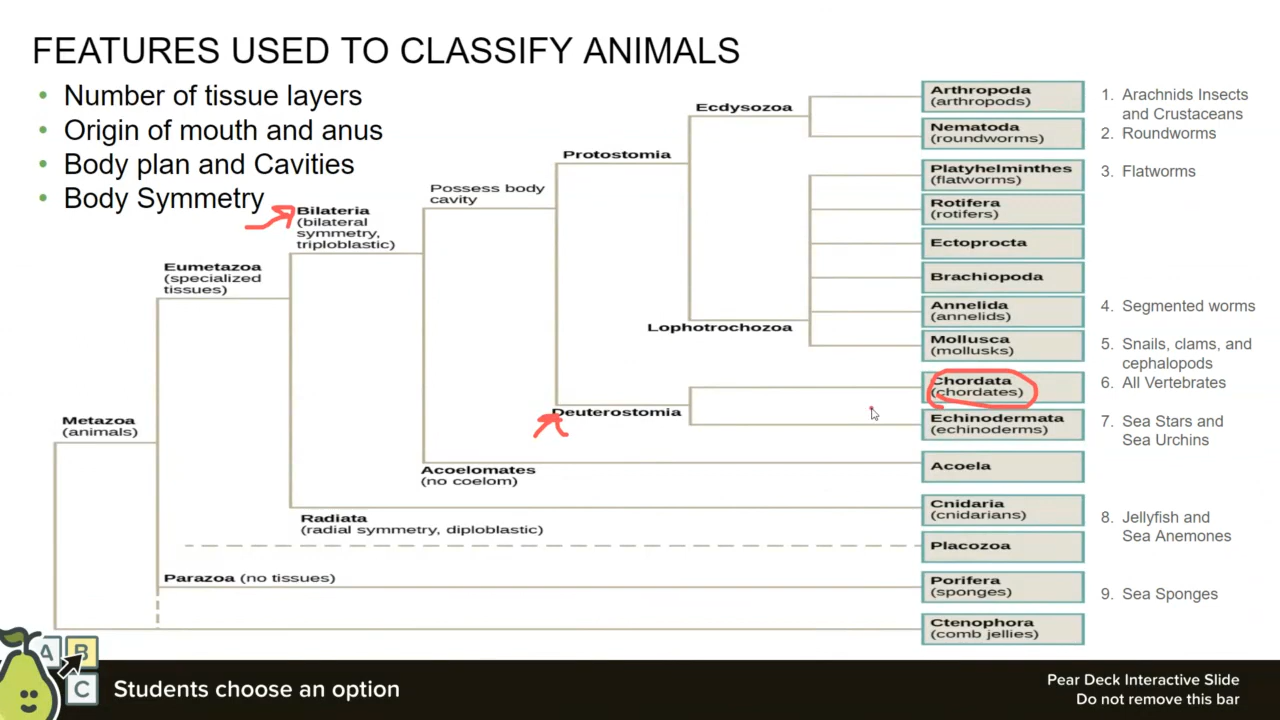 FEATURES USED TO CLASSIFY ANIMALS
• Number of tissue layers
• Origin of mouth and anus
• Body plan and Cavities
• Body Symmetry
Metazoa
(animals)
Eumetazoa
(specialized
tissues)
Bilateria
(bilateral
symmetry,
triploblastic)
Possess body
cavity
Protostomia
Ecdysozoa
Lophotrochozoa
Deuterostomia
Acoelomates
(no coelom)
Radiata
(radial symmetry, diploblastic)
Parazoa (no tissues)
Arthropoda
(arthropods)
Nematoda
(roundworms)
Platyhelminthes
(flatworms)
Rotifera
(rotifers)
Ectoprocta
Brachiopoda
Annelida
(annelids)
Mollusca
(mollusks)
Chordata
(chordates)
Echinodermata
(echinoderms)
Acoela
Cnidaria
(cnidarians)
Placozoa
Porifera
(sponges)
Ctenophora
(comb jellies)
1. Arachnids Insects
and Crustaceans
2. Roundworms
3. Flatworms
4. Segmented worms
5. Snails, clams, and
cephalopods
6. All Vertebrates
7. Sea Stars and
Sea Urchins
8. Jellyfish and
Sea Anemones
9. Sea Sponges
A B
C
Students choose an option
Pear Deck Interactive Slide
Do not remove this bar